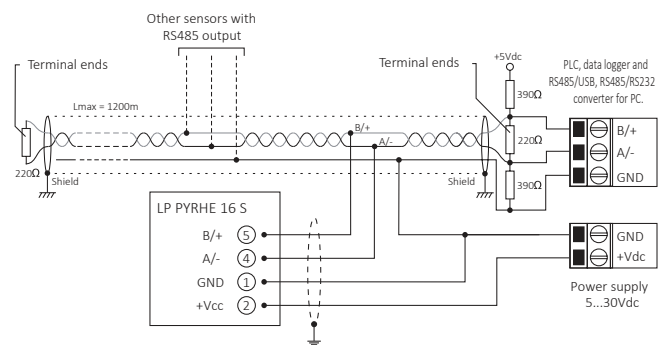 Other sensors with
RS485 output
Terminal ends
Terminal ends
+5Vdc
PLC, data logger and
RS485/USB, RS485/RS232
converter for PC.
Lmax = 1200m
390Ω
B/+
B/+
220Ω
A/-
A/-
220Ω
Shield
Shield
390Ω
GND
LP PYRHE 16 S
B/+ 5
A/- 4
GND 1
+Vcc 2
GND
+Vdc
Power supply
5...30Vdc